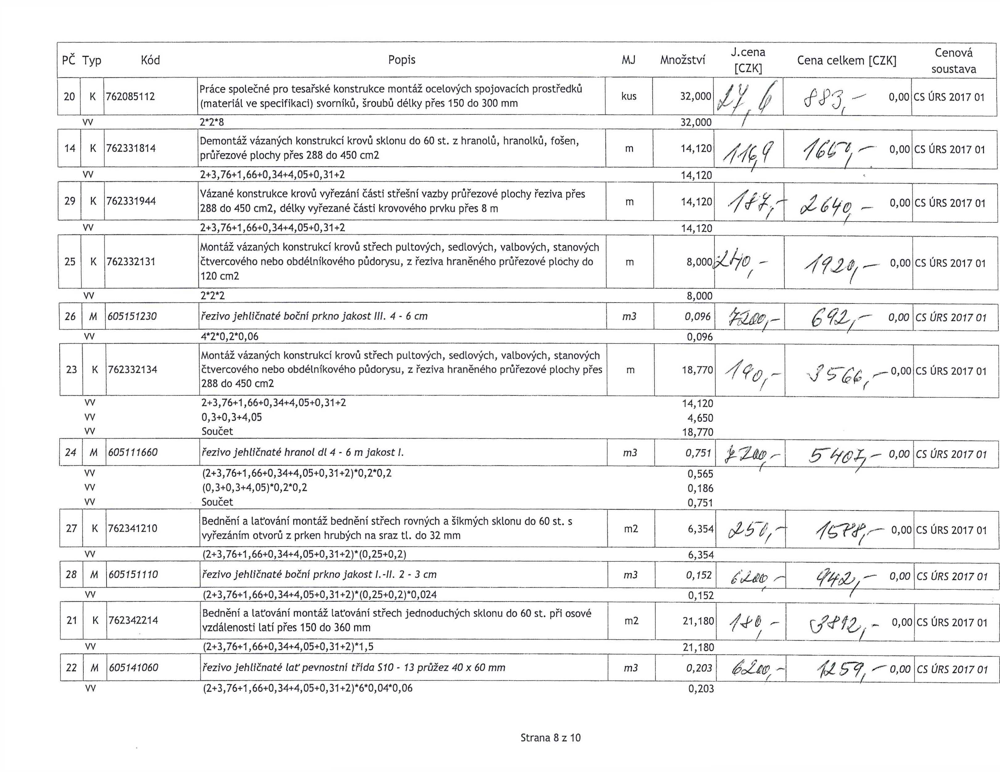 PČ Typ Kód Popis MJ Množství J.cena [CZK] Cena celkem [CZK] Cenová soustava
20 K 762085112 Práce společné pro tesařské konstrukce montáž ocelových spojovacích prostředků kus 32,000 27,6 883,- 0,00 CS ÚRS 2017 01
(materiál ve specifikaci) svorníků, šroubů délky přes 150 do 300 mm
VV 2*2*8 32,000
14 K 762331814 Demontáž vázaných konstrukcí krovů sklonu do 60 st. z hranolů, hranolků, fošen, m 14,120 116,9 1650,- 0,00 CS ÚRS 2017 01
průřezové plochy přes 288 do 450 cm2
VV 2+3,76+1,66+0,34+4,05+0,31+2 14,120
29 K 762331944 Vázané konstrukce krovů vyřezání části střešní vazby průřezové plochy řeziva přes m 14,120 187,- 2640,- 0,00 CS ÚRS 2017 01
288 do 450 cm2, délky vyřezané části krovového prvku přes 8 m
VV 2+3,76+1,66+0,34+4,05+0,31+2 14,120
25 K 762332131 Montáž vázaných konstrukcí krovů střech pultových, sedlových, valbových, stanových m 8,000 240,- 1920,- 0,00 CS ÚRS 2017 01
čtvercového nebo obdélníkového půdorysu, z řeziva hraněného průřezové plochy do
120 cm2
VV 2*2*2 8,000
26 M 605151230 řezivo jehličnaté boční prkno jakost III. 4 - 6 cm m3 0,096 7200,- 692,- 0,00 CS ÚRS 2017 01
VV 4*2*0,2*0,06 0,096
23 K 762332134 Montáž vázaných konstrukcí krovů střech pultových, sedlových, valbových, stanových m 18,770 190,- 3566,- 0,00 CS ÚRS 2017 01
čtvercového nebo obdélníkového půdorysu, z řeziva hraněného průřezové plochy přes
288 do 450 cm2
VV 2+3,76+1,66+0,34+4,05+0,31+2 14,120
VV 0,3+0,3+4,05 4,650
VV Součet 18,770
24 M 605111660 řezivo jehličnaté hranol dl 4 - 6 m jakost I. m3 0,751 7200,- 5407,- 0,00 CS ÚRS 2017 01
VV (2+3,76+1,66+0,34+4,05+0,31+2)*0,2*0,2 0,565
VV (0,3+0,3+4,05)*0,2*0,2 0,186
VV Součet 0,751
27 K 762341210 Bednění a laťování montáž bednění střech rovných a šikmých sklonu do 60 st. s m2 6,354 250,- 1588,- 0,00 CS ÚRS 2017 01
vyřezáním otvorů z prken hrubých na sraz tl. do 32 mm
VV (2+3,76+1,66+0,34+4,05+0,31+2)*(0,25+0,2) 6,354
28 M 605151110 řezivo jehličnaté boční prkno jakost I.-II. 2 - 3 cm m3 0,152 6200,- 942,- 0,00 CS ÚRS 2017 01
VV (2+3,76+1,66+0,34+4,05+0,31+2)*(0,25+0,2)*0,024 0,152
21 K 762342214 Bednění a laťování montáž laťování střech jednoduchých sklonu do 60 st. při osové m2 21,180 180,- 3812,- 0,00 CS ÚRS 2017 01
vzdálenosti latí přes 150 do 360 mm
VV (2+3,76+1,66+0,34+4,05+0,31+2)*1,5 21,180
22 M 605141060 řezivo jehličnaté lať pevnostní třída S10 - 13 průžez 40 x 60 mm m3 0,203 6200,- 1259,- 0,00 CS ÚRS 2017 01
VV (2+3,76+1,66+0,34+4,05+0,31+2)*6*0,04*0,06 0,203
Strana 8 z 10